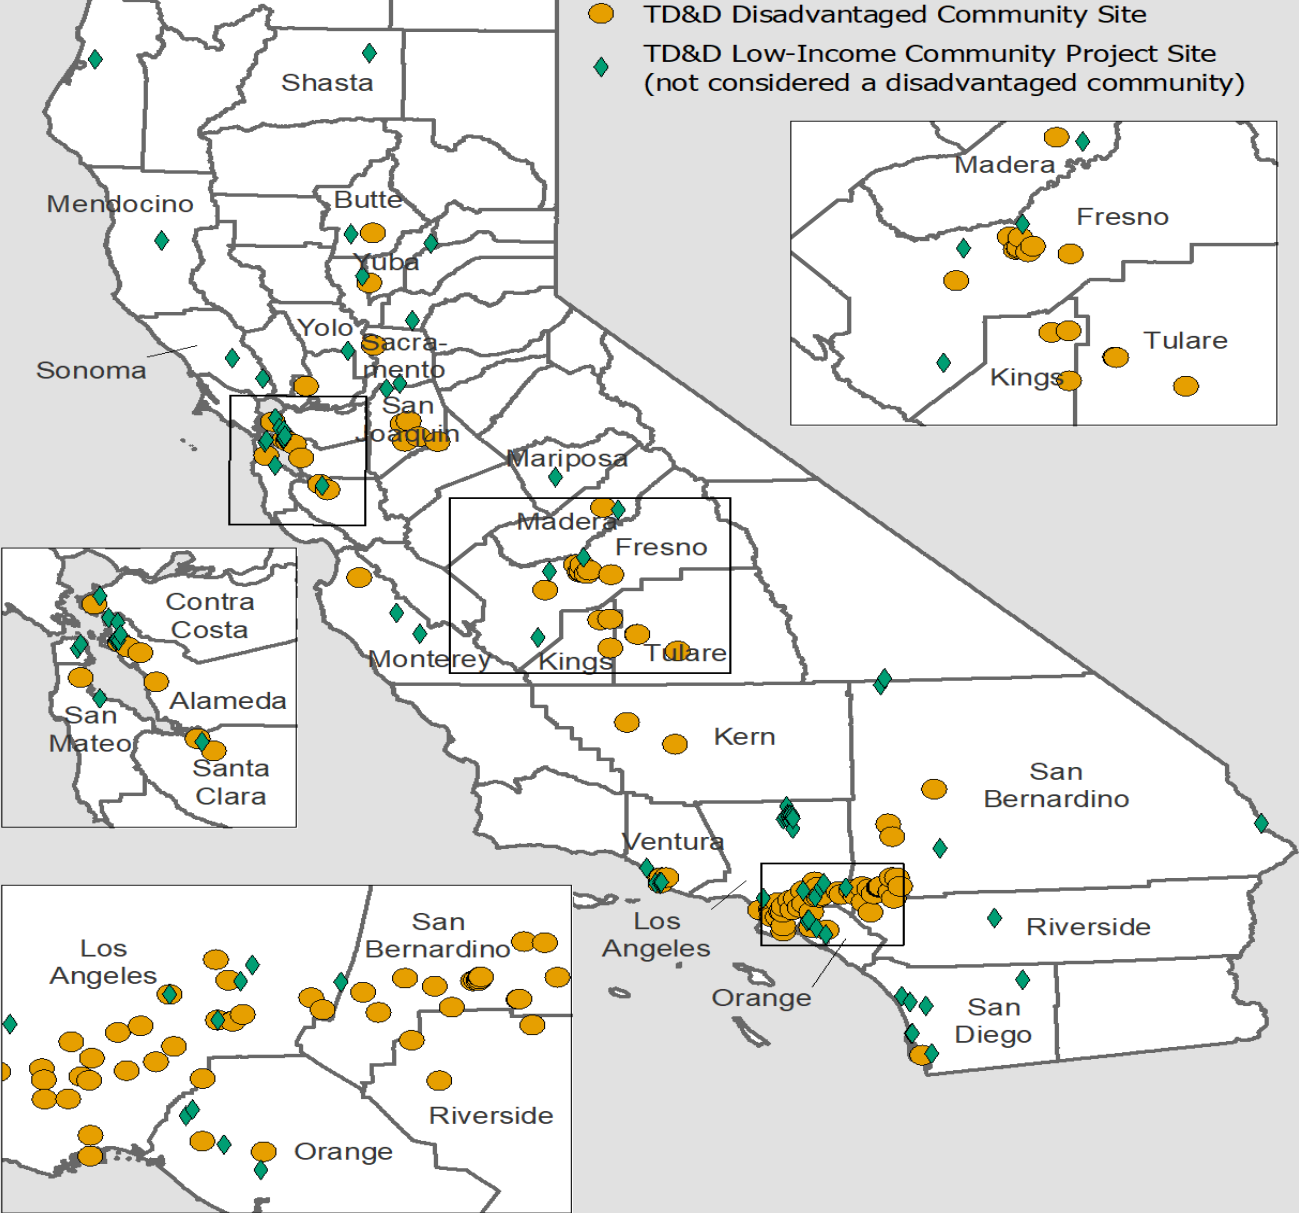 TD&D Disadvantaged Community Site
TD&D Low-Income Community Project Site
(not considered a disadvantaged community)
Shasta
Mendocino
Butte
Yuba
Yolo
Sacra-
mento
Sonoma
San
Joaquin
Mariposa
Madera
Fresno
Monterey
Kings
Tulare
Kern
San
Bernardino
Ventura
Los
Angeles
Riverside
Orange
San
Diego
Madera
Fresno
Tulare
Kings
Contra
Costa
Alameda
San
Mateo
Santa
Clara
Los
Angeles
San
Bernardino
Riverside
Orange